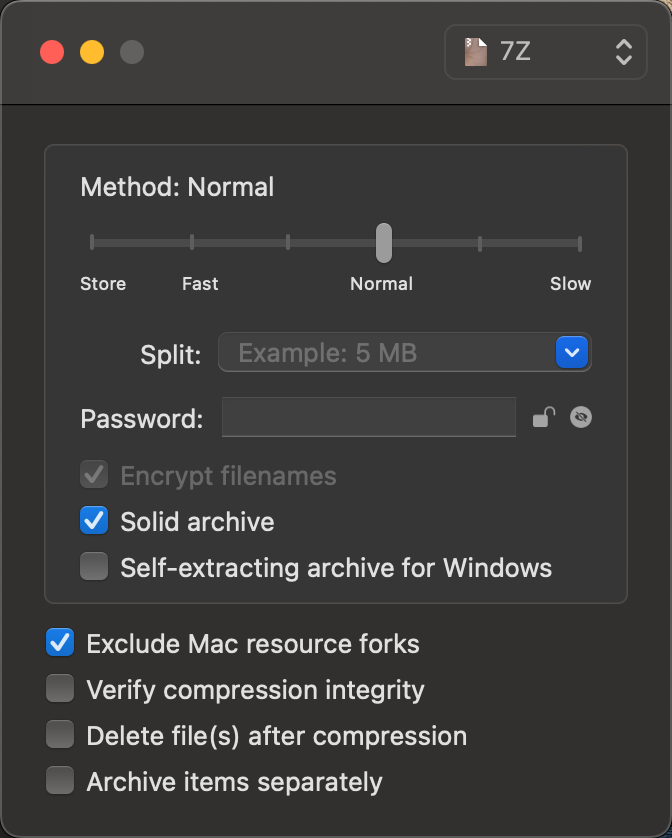 7Z
Method: Normal
Store Fast Normal Slow
Split: Example: 5 MB
Password:
Encrypt filenames
Solid archive
Self-extracting archive for Windows
Exclude Mac resource forks
Verify compression integrity
Delete file(s) after compression
Archive items separately